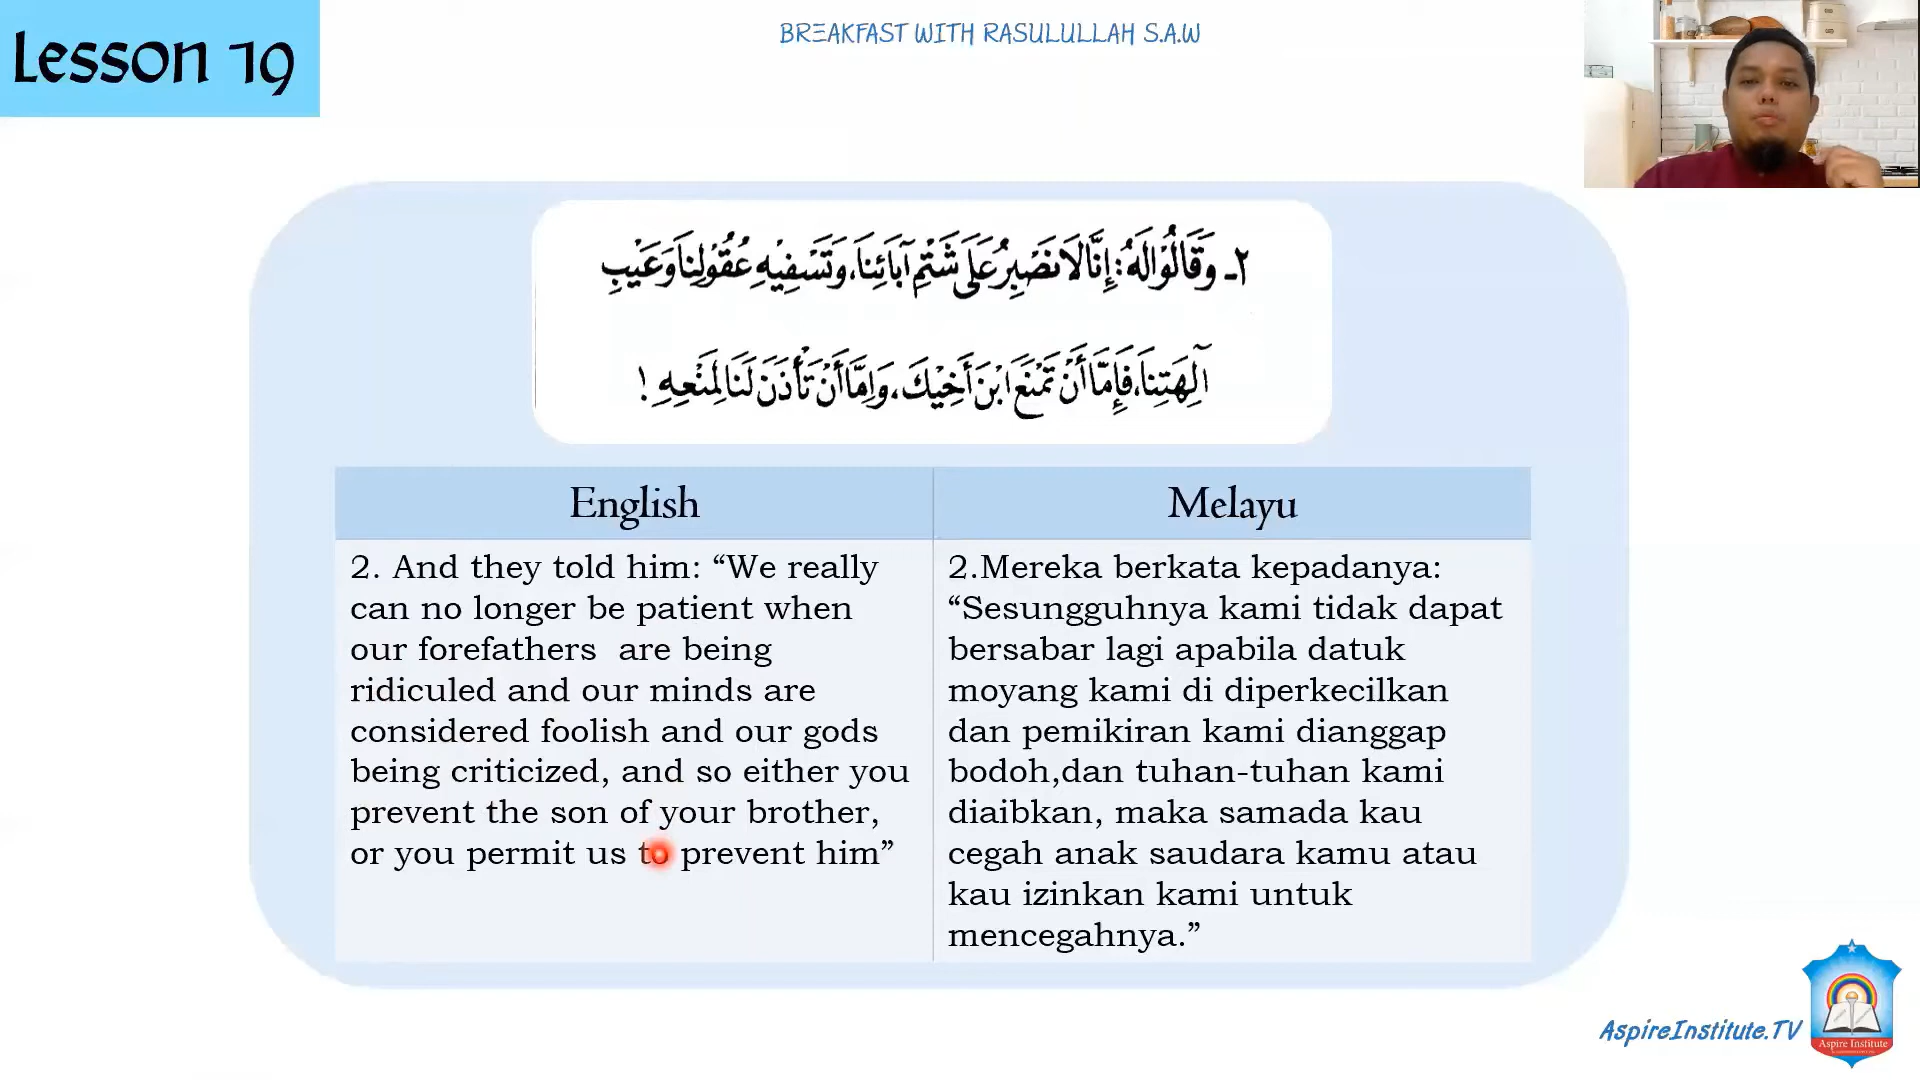 Lesson 19
BREAKFAST WITH RASULULLAH S.A.W
٢ـ وَقَالُوْا لَهُ: إِنَّا لَا نَصْبِرُ عَلَى شَتْمِ آبَائِنَا، وَتَسْفِيْهِ عُقُوْلِنَا وَعَيْبِ
آلِهَتِنَا، فَإِمَّا أَنْ تَمْنَعَ ابْنَ أَخِيْكَ، وَإِمَّا أَنْ تَأْذَنَ لَنَا لِمَنْعِهِ !
English
2. And they told him: “We really
can no longer be patient when
our forefathers  are being
ridiculed and our minds are
considered foolish and our gods
being criticized, and so either you
prevent the son of your brother,
or you permit us to prevent him”
Melayu
2.Mereka berkata kepadanya:
“Sesungguhnya kami tidak dapat
bersabar lagi apabila datuk
moyang kami di diperkecilkan
dan pemikiran kami dianggap
bodoh,dan tuhan-tuhan kami
diaibkan, maka samada kau
cegah anak saudara kamu atau
kau izinkan kami untuk
mencegahnya.”
AspireInstitute.TV
Aspire Institute